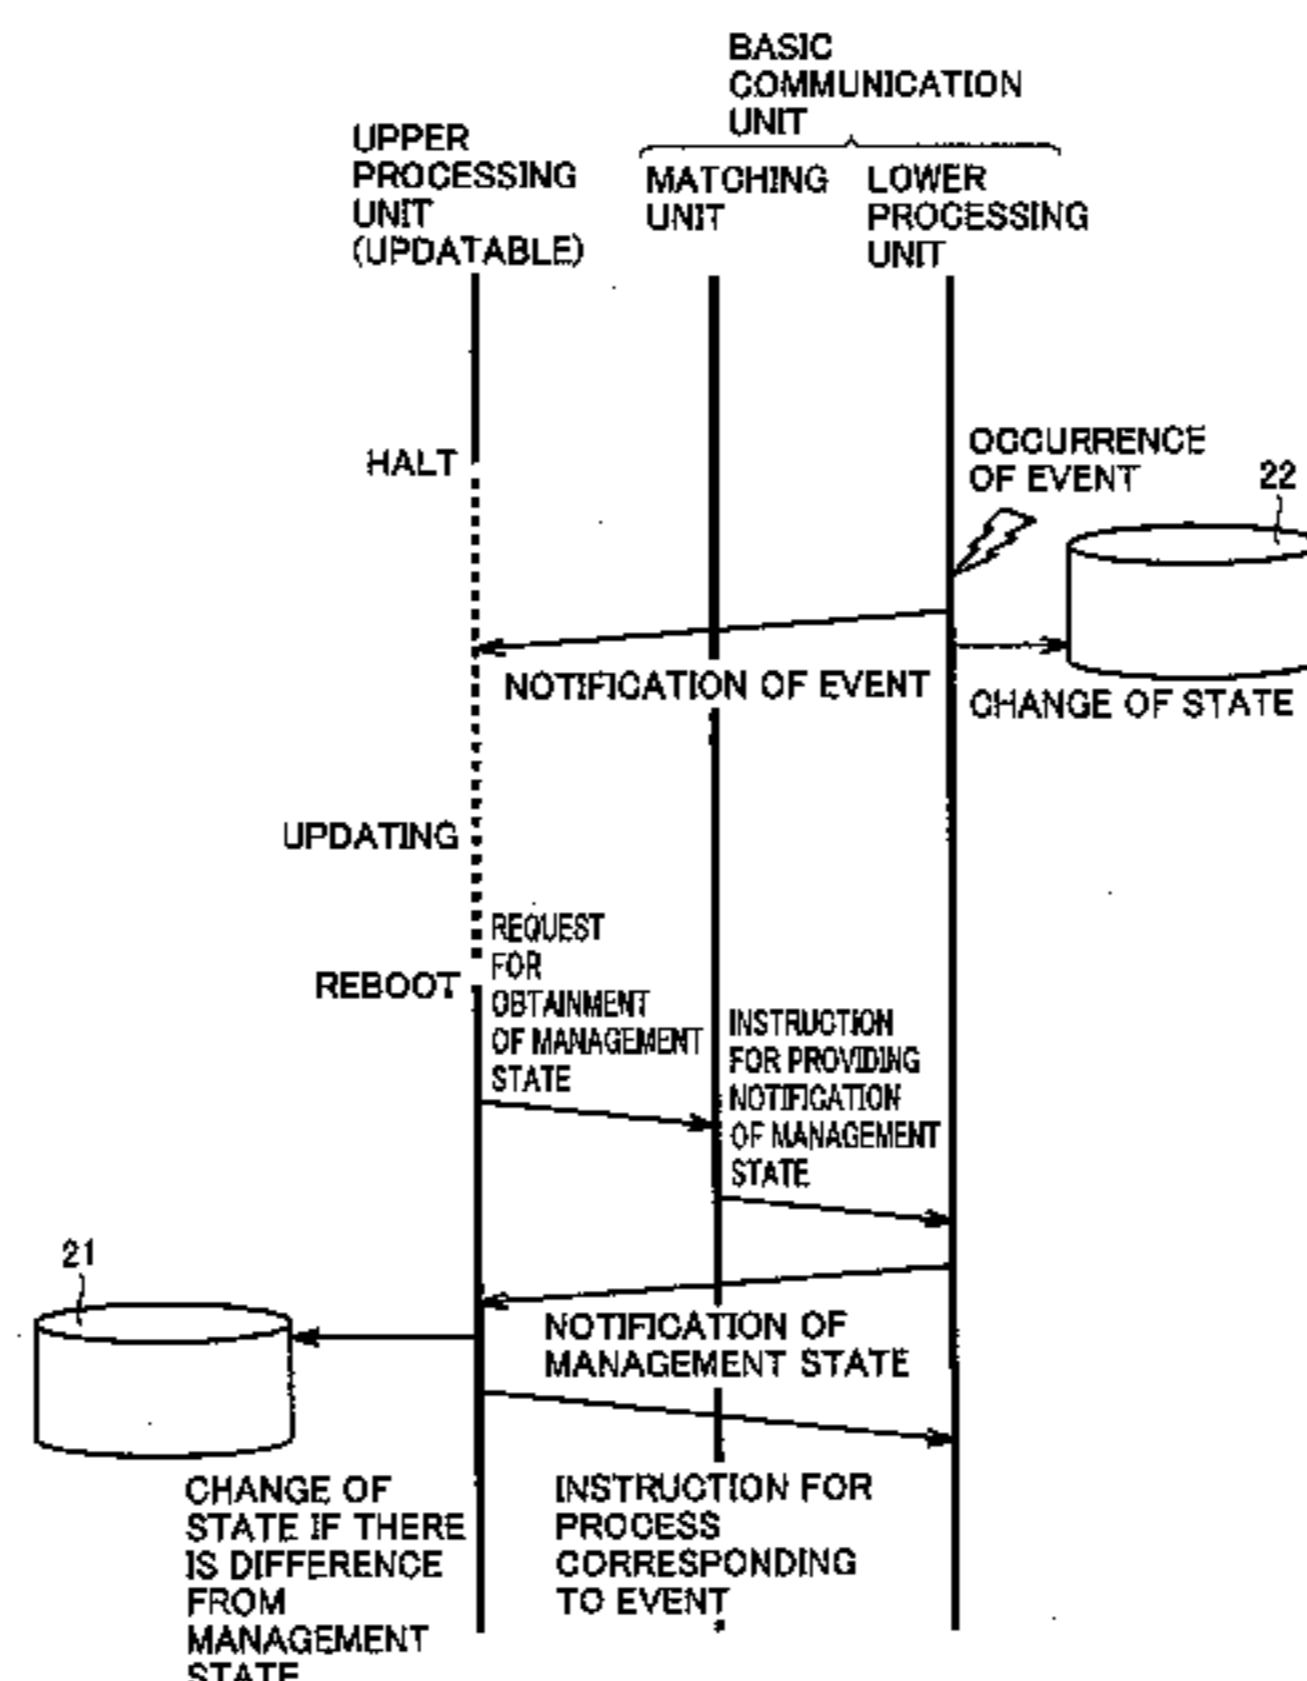 BASIC
COMMUNICATION
UNIT
UPPER
PROCESSING
UNIT
(UPDATABLE)
MATCHING
UNIT
LOWER
PROCESSING
UNIT
HALT
OCCURRENCE
OF EVENT
22
NOTIFICATION OF EVENT
CHANGE OF STATE
UPDATING
REBOOT
REQUEST
FOR
OBTAINMENT
OF MANAGEMENT
STATE
INSTRUCTION
FOR PROVIDING
NOTIFICATION
OF MANAGEMENT
STATE
21
NOTIFICATION OF
MANAGEMENT STATE
CHANGE OF
STATE IF THERE
IS DIFFERENCE
FROM
MANAGEMENT
STATE
INSTRUCTION FOR
PROCESS
CORRESPONDING
TO EVENT